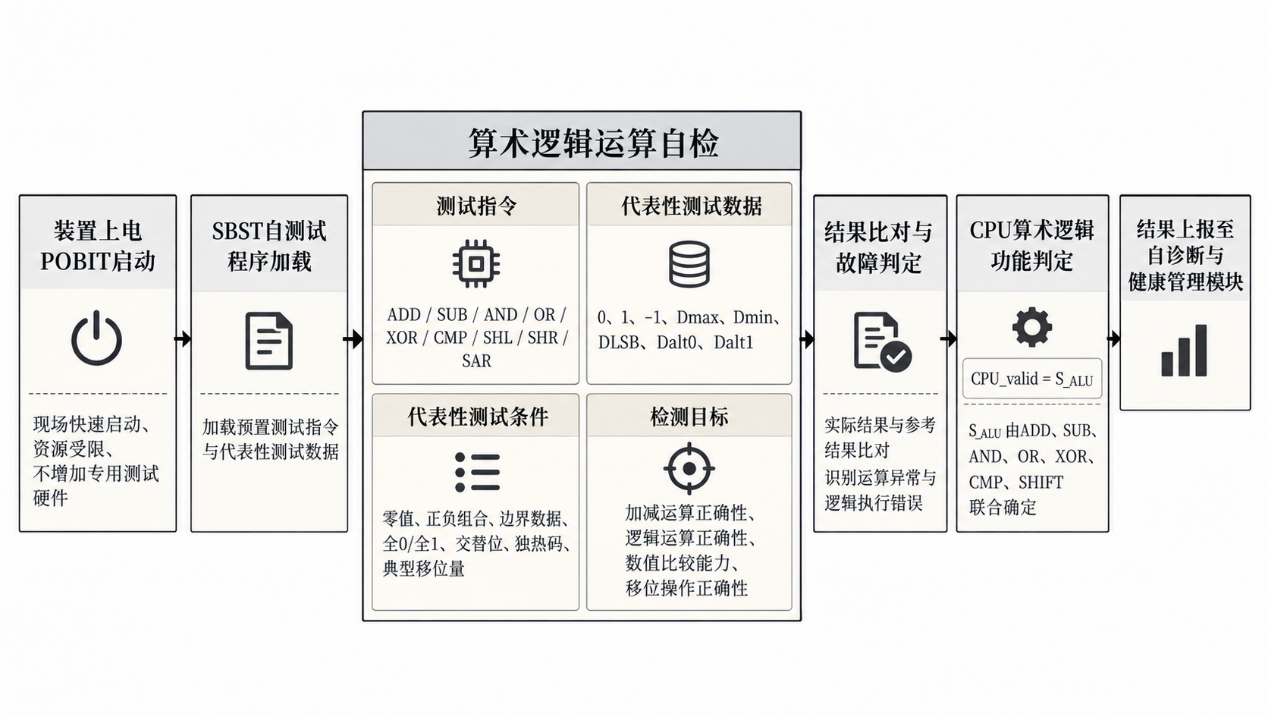 装置上电
POBIT启动
现场快速启动、
资源受限、
不增加专用测试
硬件
SBST自测试
程序加载
加载预置测试指令
与代表性测试数据
算术逻辑运算自检
测试指令
ADD / SUB / AND / OR /
XOR / CMP / SHL / SHR /
SAR
代表性测试数据
0、1、-1、Dmax、Dmin、
DLSB、Dalt0、Dalt1
代表性测试条件
零值、正负组合、边界数据、
全0/全1、交替位、独热码、
典型移位量
检测目标
加减运算正确性、
逻辑运算正确性、
数值比较能力、
移位操作正确性
结果比对与
故障判定
实际结果与参考
结果比对
识别运算异常与
逻辑执行错误
CPU算术逻辑
功能判定
CPU_valid = S_ALU
S_ALU 由ADD、SUB、
AND、OR、XOR、
CMP、SHIFT
联合确定
结果上报至
自诊断与
健康管理模块